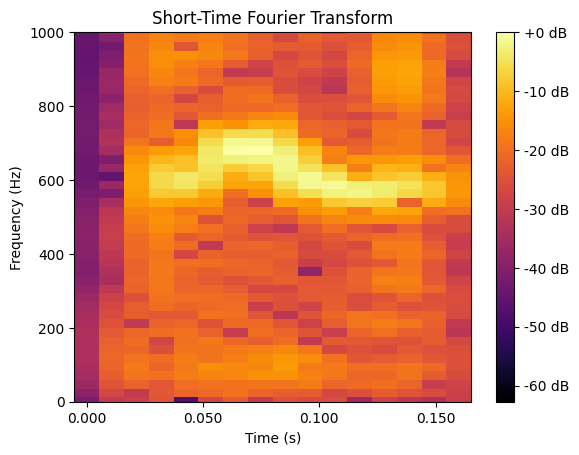 Short-Time Fourier Transform
1000
800
600
400
200
0
Frequency (Hz)
0.000
0.050
0.100
0.150
Time (s)
+0 dB
-10 dB
-20 dB
-30 dB
-40 dB
-50 dB
-60 dB